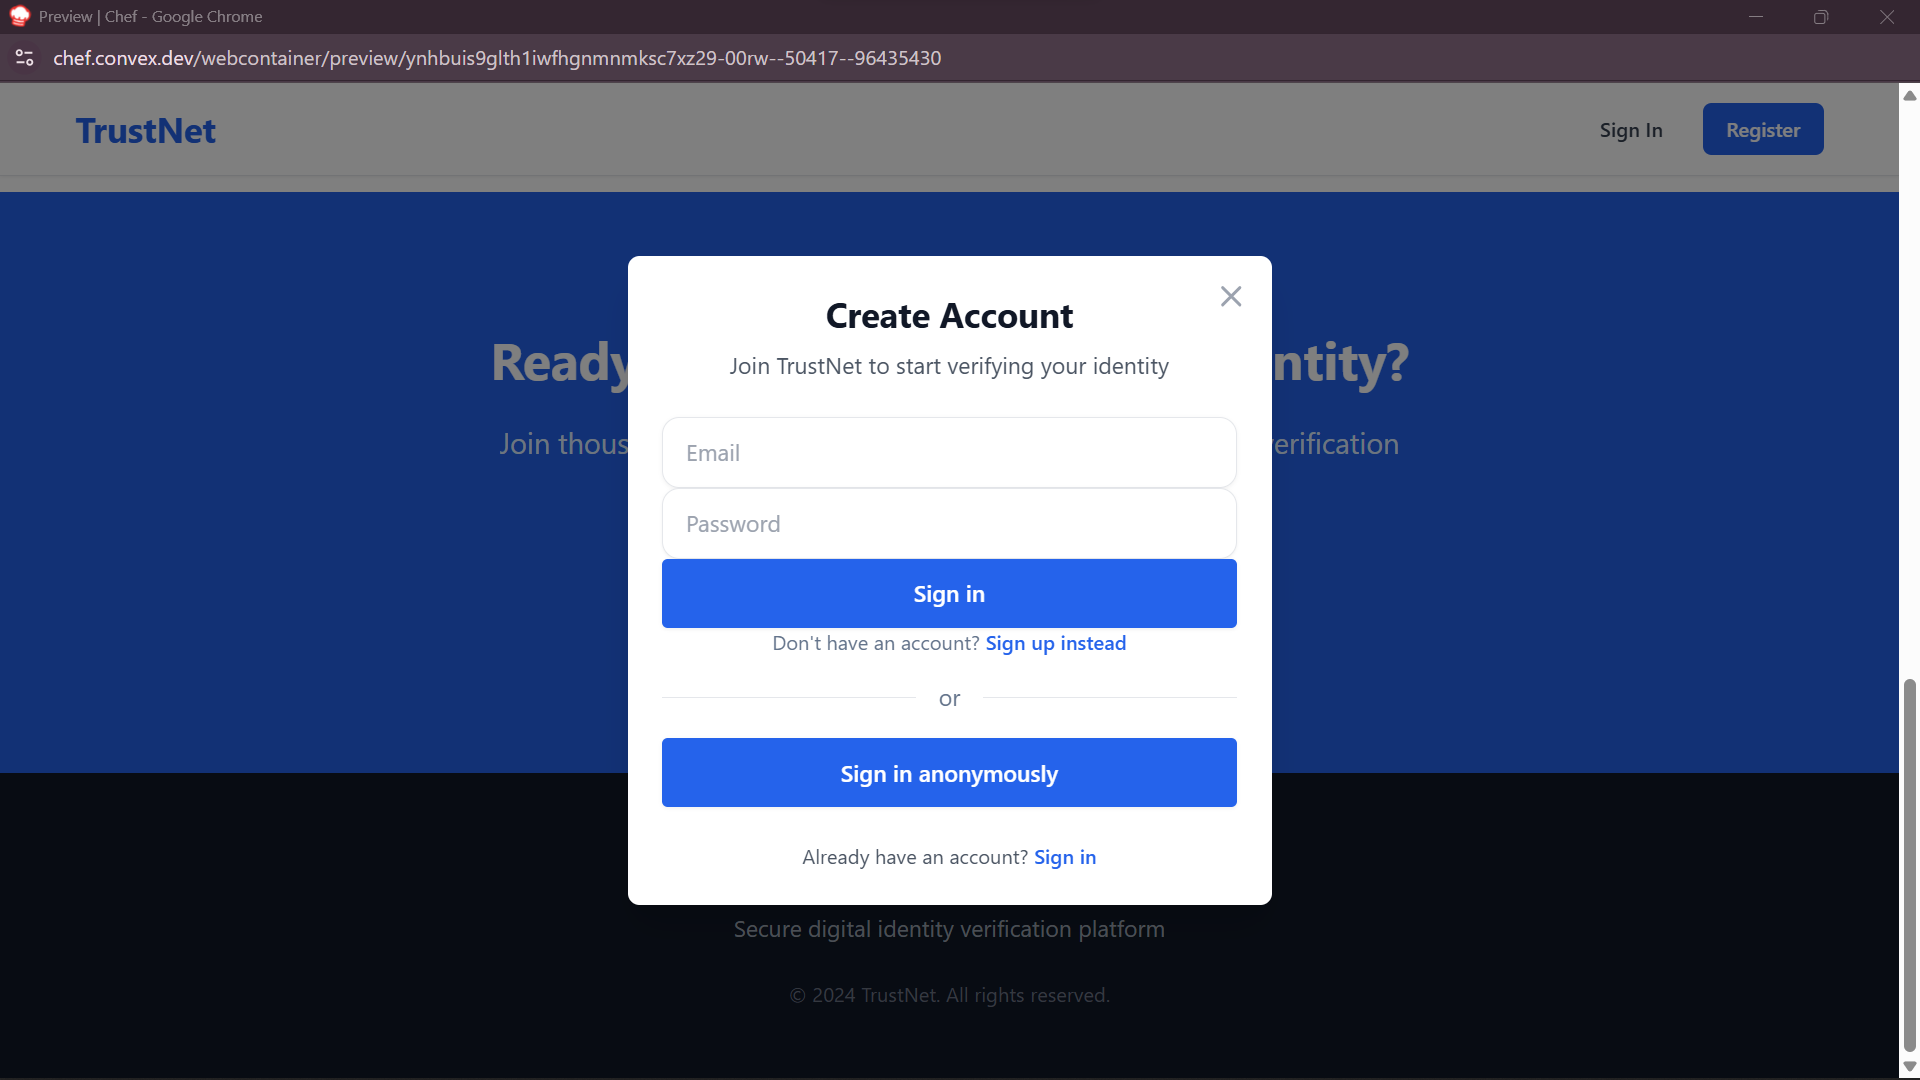 Preview | Chef - Google Chrome
chef.convex.dev/webcontainer/preview/ynhbuis9glth1iwfhgnmnmksc7xz29-00rw--50417--96435430
TrustNet
Sign In
Register
Create Account
Join TrustNet to start verifying your identity
Ready
ntity?
Join thous
erification
Email
Password
Sign in
Don't have an account? Sign up instead
or
Sign in anonymously
Already have an account? Sign in
Secure digital identity verification platform
© 2024 TrustNet. All rights reserved.